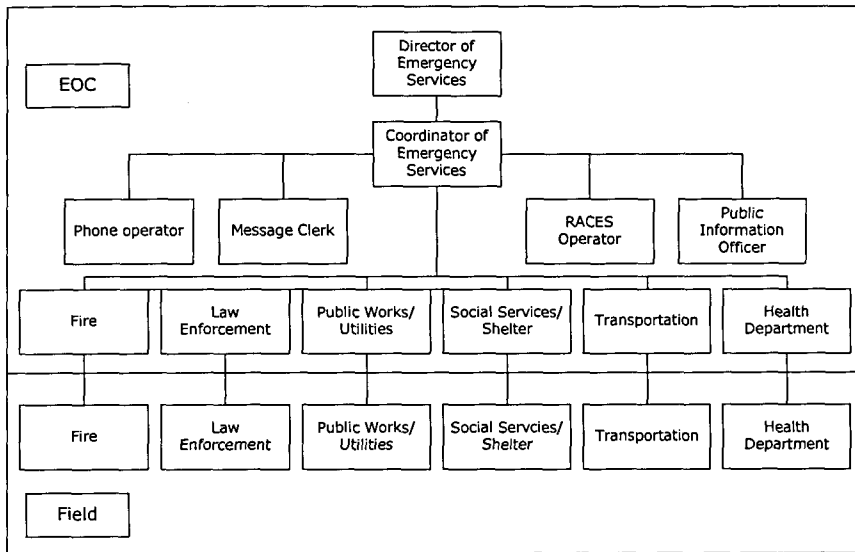 Director of
Emergency
Services
EOC
Coordinator of
Emergency
Services
Phone operator
Message Clerk
RACES
Operator
Public
Information
Officer
Fire
Law
Enforcement
Public Works/
Utilities
Social Services/
Shelter
Transportation
Health
Department
Fire
Law
Enforcement
Public Works/
Utilities
Social Servcies/
Shelter
Transportation
Health
Department
Field